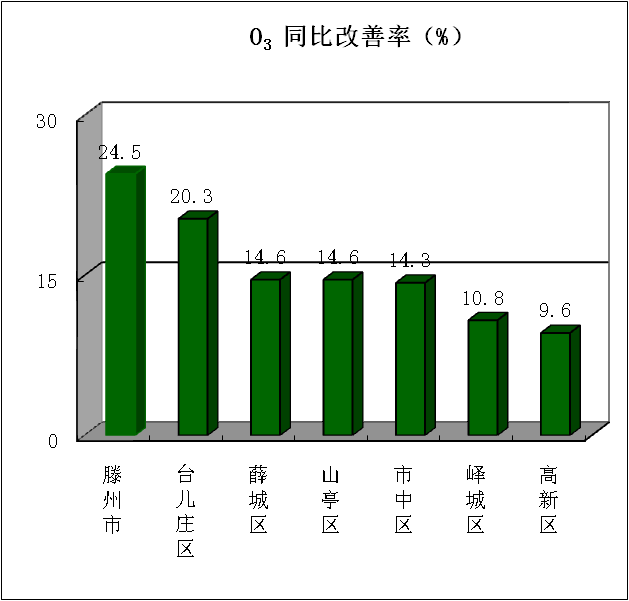 O₃ 同比改善率（%）
30
15
0
24.5
20.3
14.6
14.6
14.3
10.8
9.6
滕州市
台儿庄区
薛城区
山亭区
市中区
峄城区
高新区